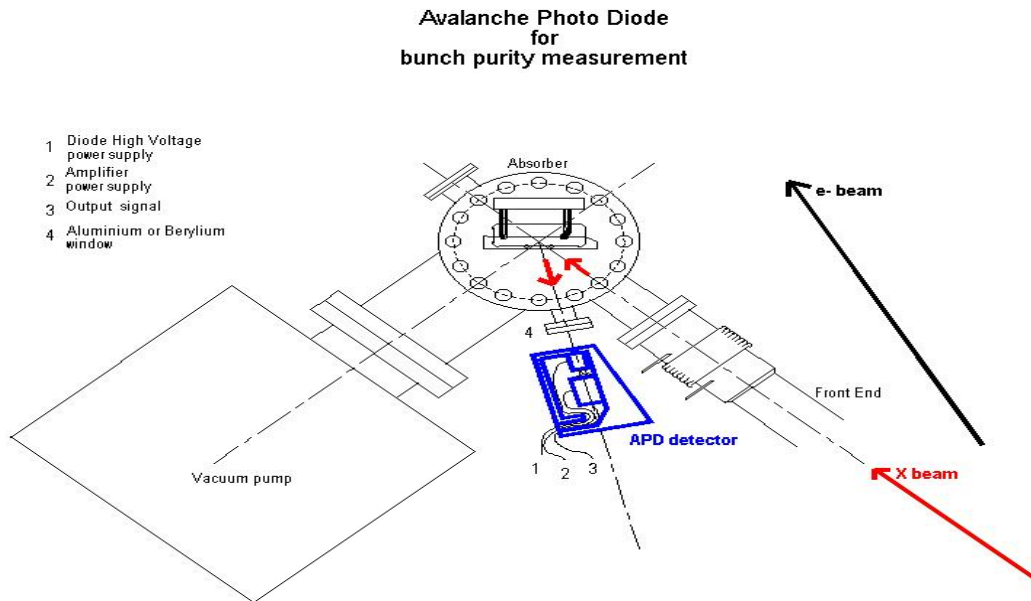 Avalanche Photo Diode
for
bunch purity measurement
1 Diode High Voltage
power supply
2 Amplifier
power supply
3 Output signal
4 Aluminium or Berylium
window
Absorber
e- beam
4
Front End
APD detector
1 2 3
Vacuum pump
X beam